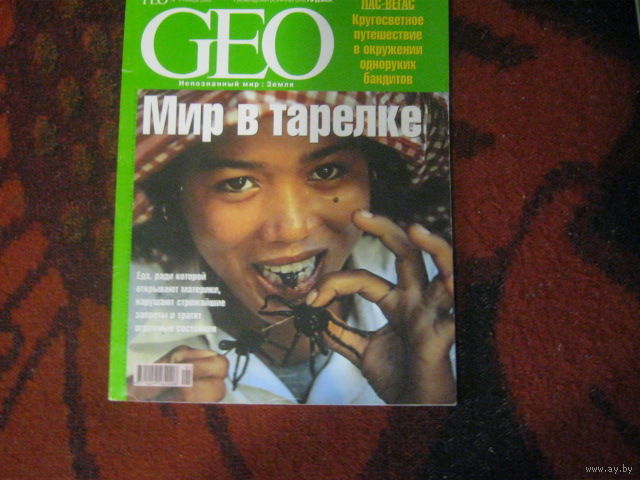 GEO
ЛАС-ВЕГАС
Кругосветное
путешествие
в окружении
одноруких
бандитов
GEO
Непознанный мир: Земля
Мир в тарелке
Еда, ради которой
открывают материки,
нарушают строжайшие
запреты и тратят
огромные состояния
www.ay.by